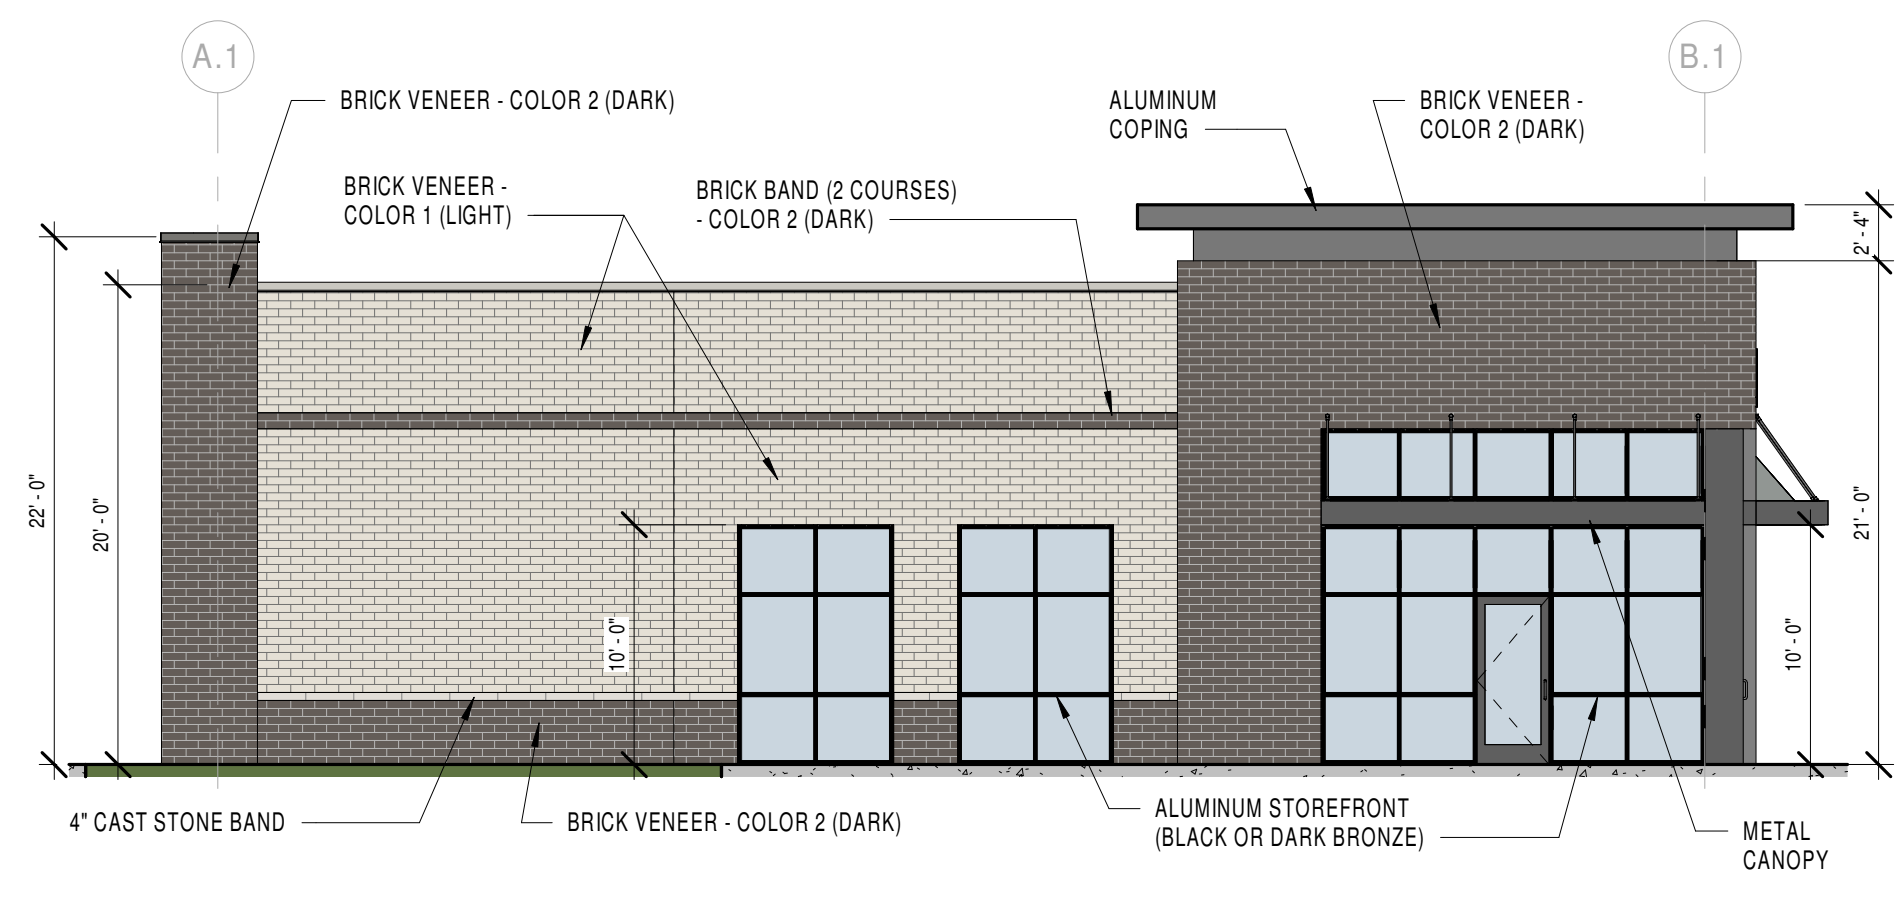 A.1
B.1
BRICK VENEER - COLOR 2 (DARK)
ALUMINUM
COPING
BRICK VENEER -
COLOR 2 (DARK)
BRICK VENEER -
COLOR 1 (LIGHT)
BRICK BAND (2 COURSES)
- COLOR 2 (DARK)
2' - 4"
22' - 0"
20' - 0"
10' - 0"
10' - 0"
21' - 0"
4" CAST STONE BAND
BRICK VENEER - COLOR 2 (DARK)
ALUMINUM STOREFRONT
(BLACK OR DARK BRONZE)
METAL
CANOPY